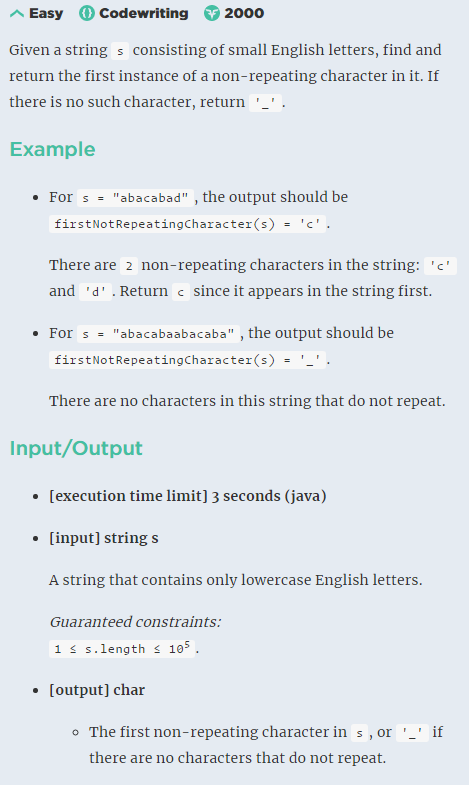 Easy Codewriting 2000
Given a string s consisting of small English letters, find and
return the first instance of a non-repeating character in it. If
there is no such character, return '_'.
Example
• For s = "abacabad", the output should be
firstNotRepeatingCharacter(s) = 'c'.
There are 2 non-repeating characters in the string: 'c'
and 'd'. Return c since it appears in the string first.
• For s = "abacabaabacaba", the output should be
firstNotRepeatingCharacter(s) = '_'.
There are no characters in this string that do not repeat.
Input/Output
• [execution time limit] 3 seconds (java)
• [input] string s
A string that contains only lowercase English letters.
Guaranteed constraints:
1 ≤ s.length ≤ 10⁵.
• [output] char
◦ The first non-repeating character in s, or '_' if
there are no characters that do not repeat.